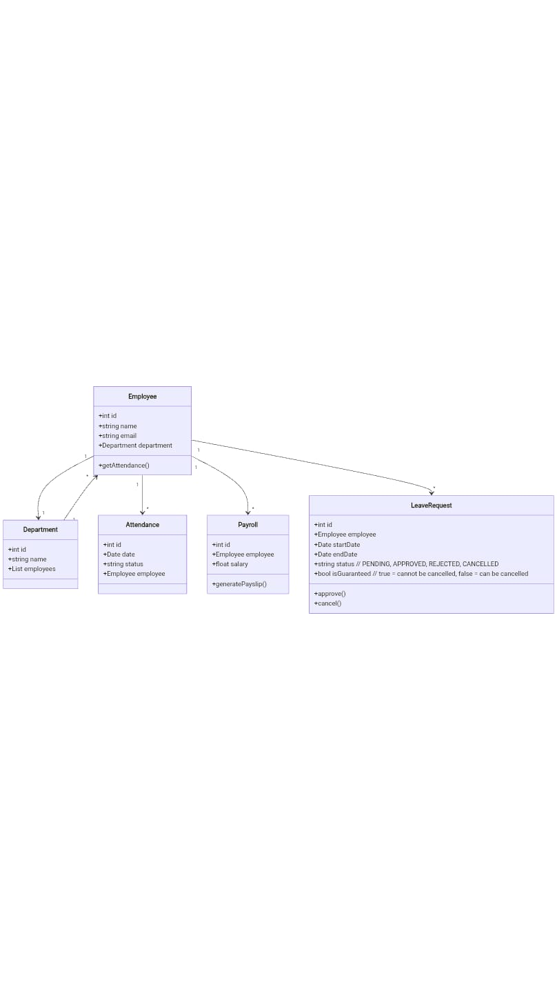 Employee
+int id
+string name
+string email
+Department department
+getAttendance()
1
1
*
1
1
*
1
*
1
*
Department
+int id
+string name
+List employees
Attendance
+int id
+Date date
+string status
+Employee employee
Payroll
+int id
+Employee employee
+float salary
+generatePayslip()
LeaveRequest
+int id
+Employee employee
+Date startDate
+Date endDate
+string status // PENDING, APPROVED, REJECTED, CANCELLED
+bool isGuaranteed // true = cannot be cancelled, false = can be cancelled
+approve()
+cancel()